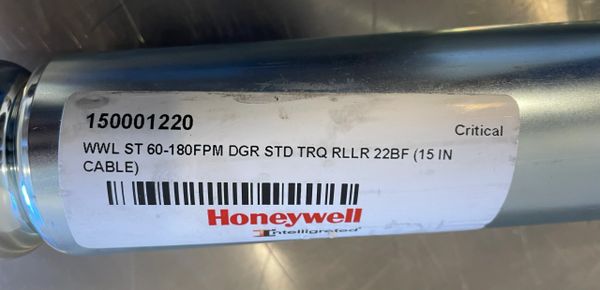 150001220
Critical
WWL ST 60-180FPM DGR STD TRQ RLLR 22BF (15 IN
CABLE)
Honeywell
Intelligrated